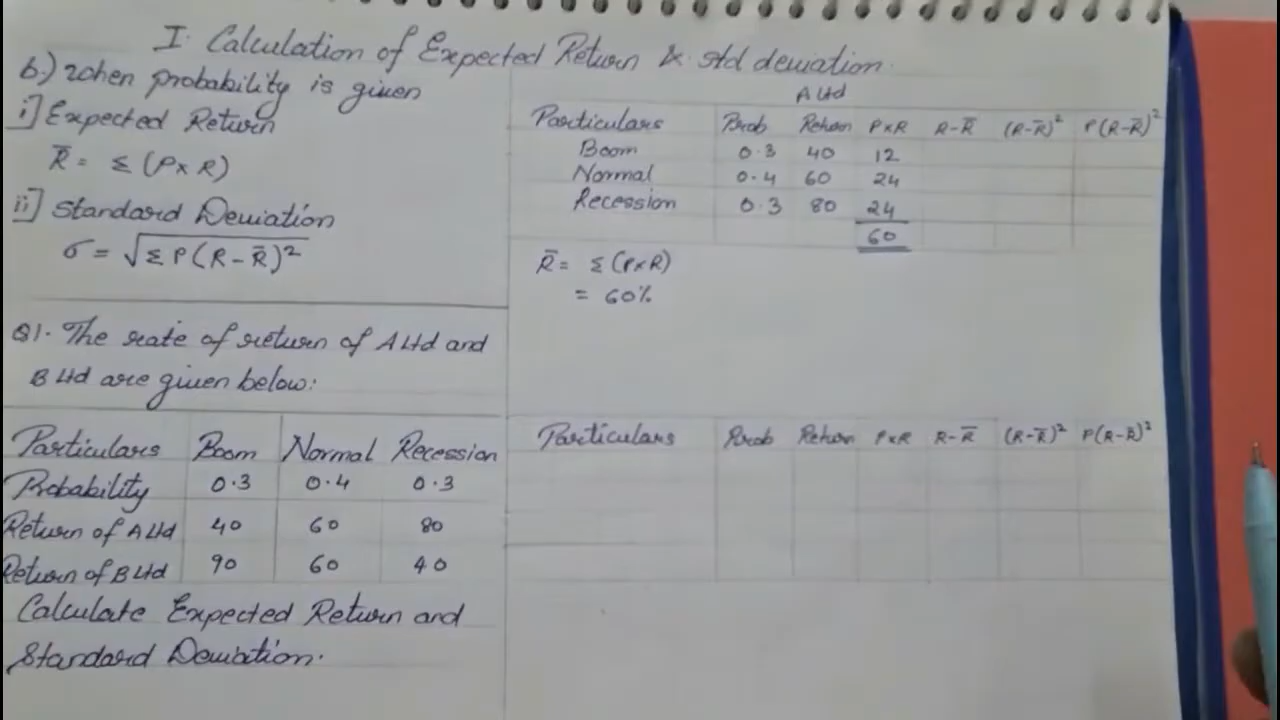 I. Calculation of Expected Return & std deviation.
b.) when probability is given
i] Expected Return
R̄ = Σ (P×R)
ii] Standard Deviation
σ = √Σ P(R-R̄)²
Q1. The rate of return of A Ltd and
B Ltd are given below:
Particulars Boom Normal Recession
Probability 0.3 0.4 0.3
Return of A Ltd 40 60 80
Return of B Ltd 90 60 40
Calculate Expected Return and
Standard Deviation.
A Ltd
Particulars Prob Return P×R R-R̄ (R-R̄)² P(R-R̄)²
Boom 0.3 40 12
Normal 0.4 60 24
Recession 0.3 80 24
60
R̄ = Σ (P×R)
= 60%
Particulars Prob Return P×R R-R̄ (R-R̄)² P(R-R̄)²